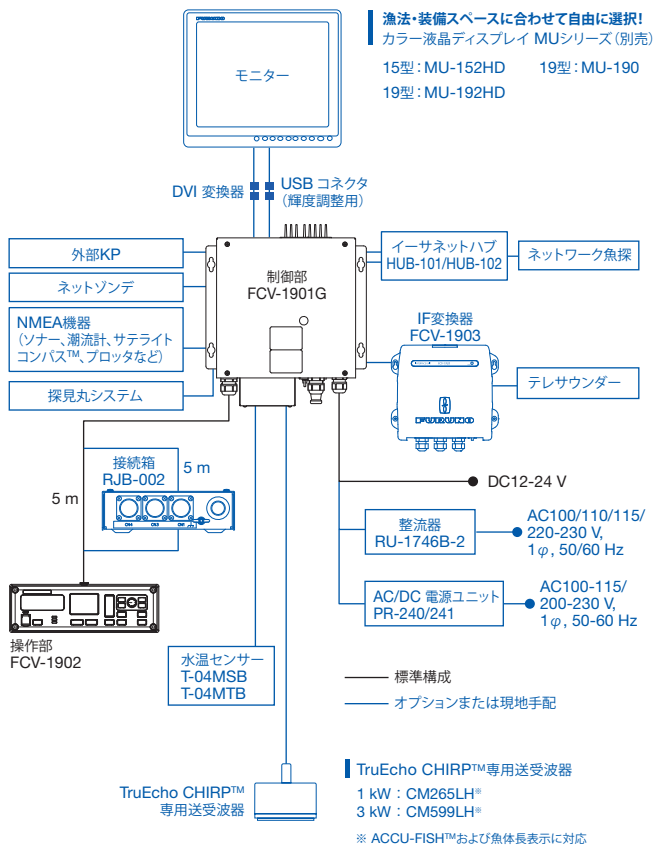 FURUNO
モニター
漁法・装備スペースに合わせて自由に選択!
カラー液晶ディスプレイ MUシリーズ(別売)
15型:MU-152HD 19型:MU-190
19型:MU-192HD
DVI 変換器
USB コネクタ
(輝度調整用)
外部KP
ネットゾンデ
NMEA機器
(ソナー、潮流計、サテライト
コンパス™、プロッタなど)
探見丸システム
制御部
FCV-1901G
イーサネットハブ
HUB-101/HUB-102
ネットワーク魚探
IF変換器
FCV-1903
FURUNO
テレサウンダー
接続箱
RJB-002
5 m
5 m
DC12-24 V
整流器
RU-1746B-2
AC100/110/115/
220-230 V,
1φ, 50/60 Hz
AC/DC 電源ユニット
PR-240/241
AC100-115/
200-230 V,
1φ, 50-60 Hz
操作部
FCV-1902
水温センサー
T-04MSB
T-04MTB
標準構成
オプションまたは現地手配
TruEcho CHIRP™
専用送受波器
TruEcho CHIRP™専用送受波器
1 kW : CM265LH※
3 kW : CM599LH※
※ ACCU-FISH™および魚体長表示に対応